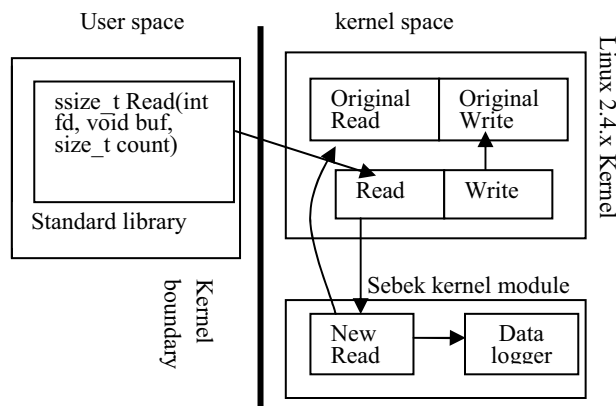 User space
kernel space
ssize_t Read(int
fd, void buf,
size_t count)
Standard library
Kernel
boundary
Original
Read
Original
Write
Read
Write
Linux 2.4.x Kernel
Sebek kernel module
New
Read
Data
logger